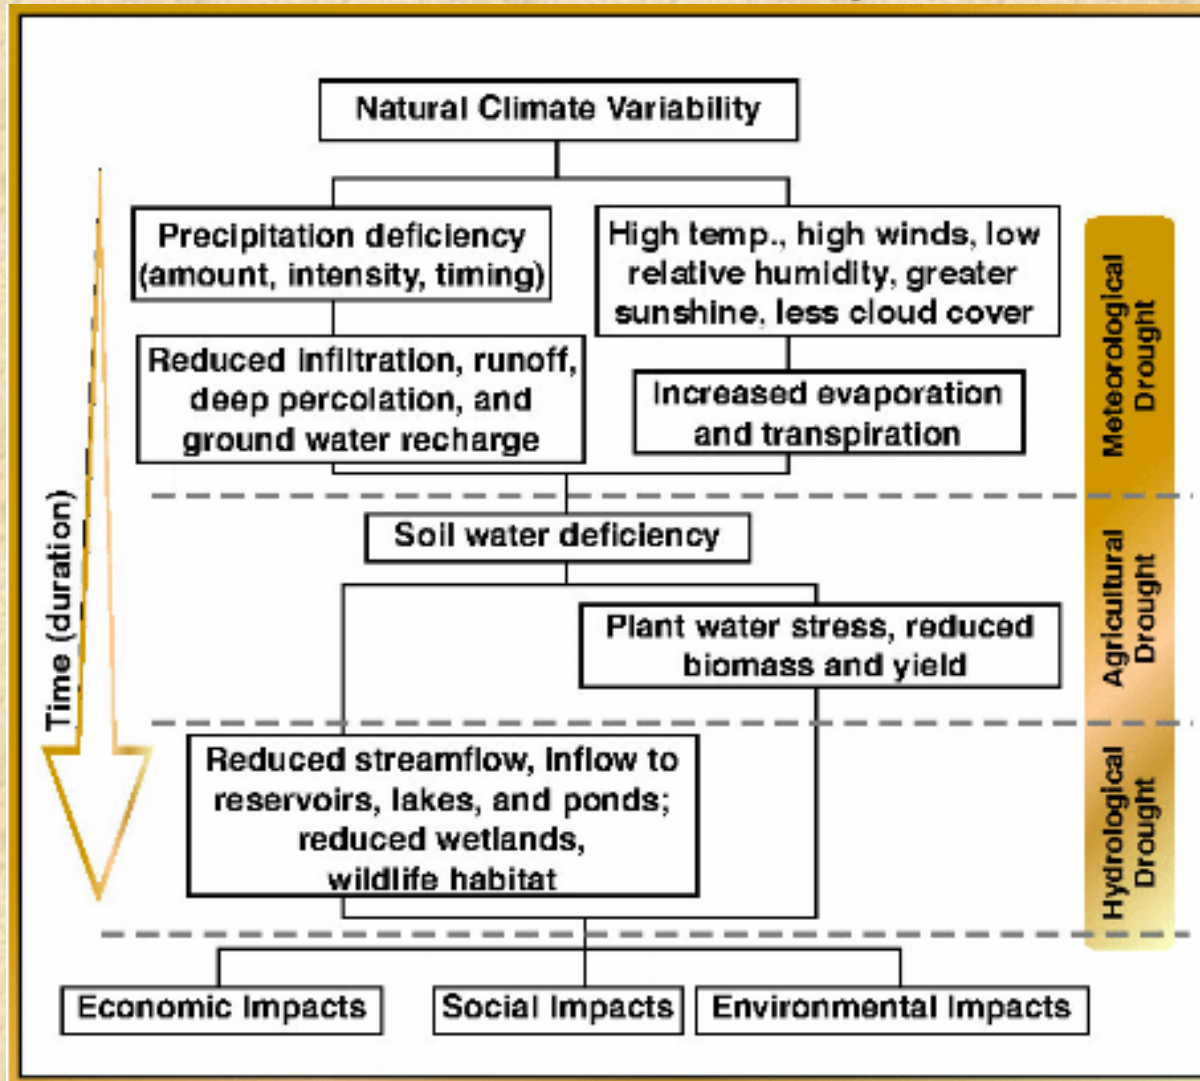 Natural Climate Variability
Precipitation deficiency
(amount, intensity, timing)
High temp., high winds, low
relative humidity, greater
sunshine, less cloud cover
Reduced infiltration, runoff,
deep percolation, and
ground water recharge
Increased evaporation
and transpiration
Meteorological
Drought
Time (duration)
Soil water deficiency
Plant water stress, reduced
biomass and yield
Agricultural
Drought
Reduced streamflow, inflow to
reservoirs, lakes, and ponds;
reduced wetlands,
wildlife habitat
Hydrological
Drought
Economic Impacts
Social Impacts
Environmental Impacts